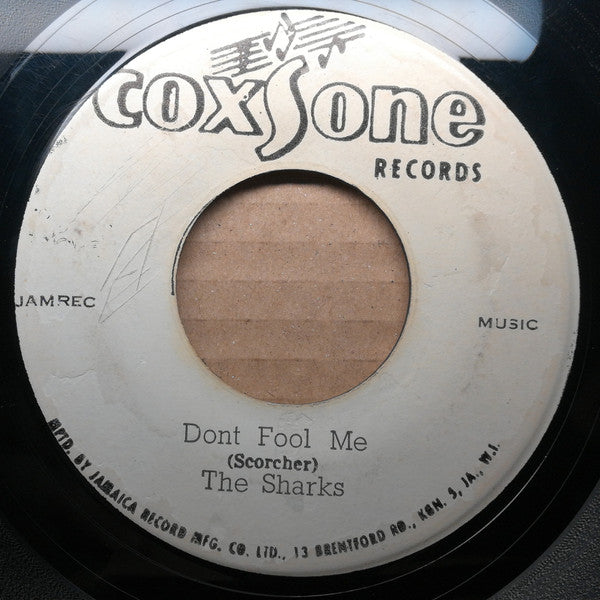 coxSone
RECORDS
JAMREC
MUSIC
Dont Fool Me
(Scorcher)
The Sharks
MFTD. BY JAMAICA RECORD MFG. CO. LTD., 13 BRENTFORD RD., KGN. 5, JA., W.I.